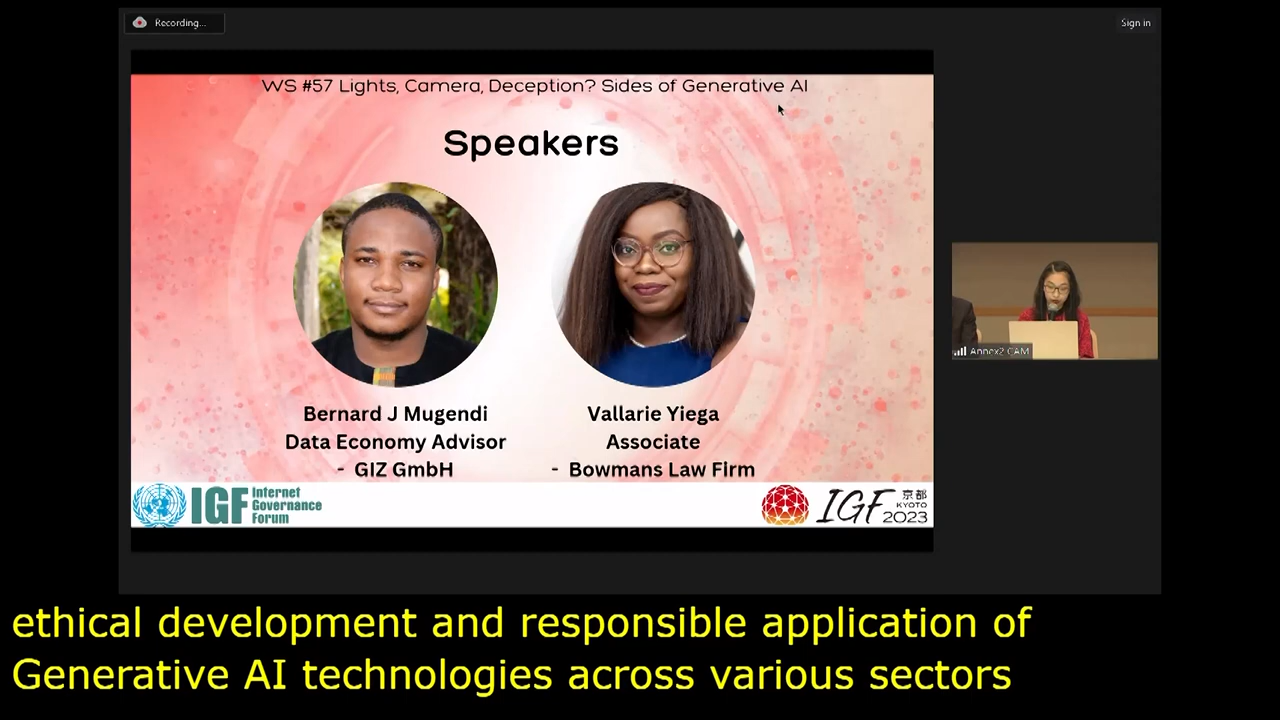 Recording...
Sign in
WS #57 Lights, Camera, Deception? Sides of Generative AI
Speakers
Bernard J Mugendi
Data Economy Advisor
- GIZ GmbH
Vallarie Yiega
Associate
- Bowmans Law Firm
Annex2 CAM
IGF
Internet
Governance
Forum
IGF
京都
KYOTO
2023
ethical development and responsible application of
Generative AI technologies across various sectors